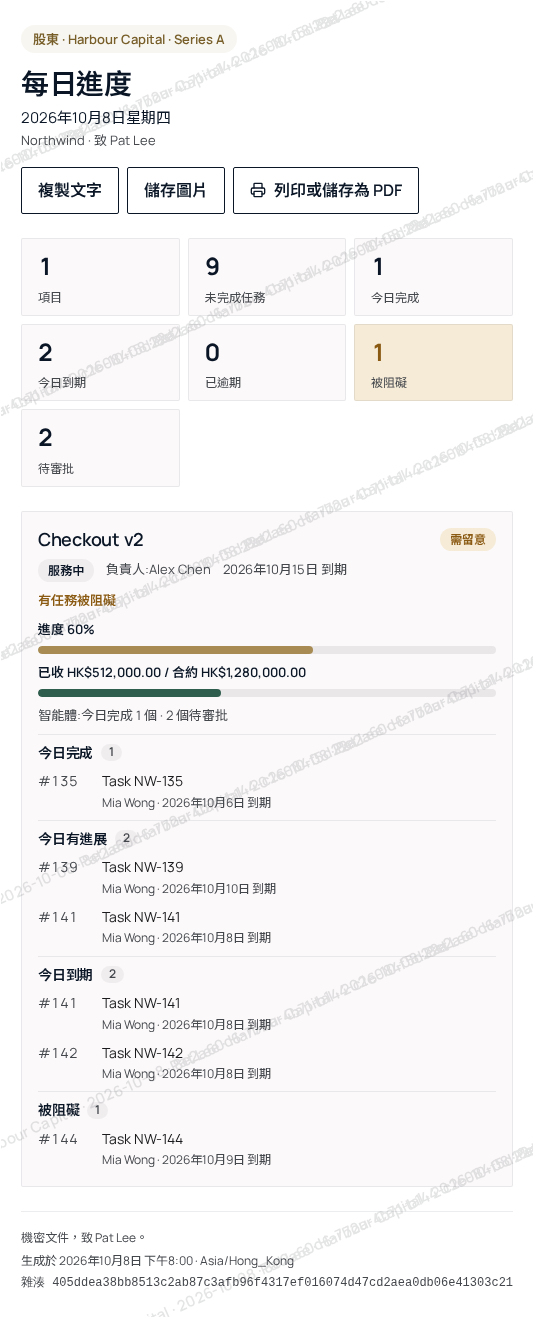 股東 · Harbour Capital · Series A
每日進度
2026年10月8日星期四
Northwind · 致 Pat Lee
複製文字
儲存圖片
列印或儲存為 PDF
1
項目
9
未完成任務
1
今日完成
2
今日到期
0
已逾期
1
被阻礙
2
待審批
Checkout v2
需留意
服務中 負責人:Alex Chen 2026年10月15日 到期
有任務被阻礙
進度 60%
已收 HK$512,000.00 / 合約 HK$1,280,000.00
智能體:今日完成 1 個 · 2 個待審批
今日完成 1
#135 Task NW-135
Mia Wong · 2026年10月6日 到期
今日有進展 2
#139 Task NW-139
Mia Wong · 2026年10月10日 到期
#141 Task NW-141
Mia Wong · 2026年10月8日 到期
今日到期 2
#141 Task NW-141
Mia Wong · 2026年10月8日 到期
#142 Task NW-142
Mia Wong · 2026年10月8日 到期
被阻礙 1
#144 Task NW-144
Mia Wong · 2026年10月9日 到期
機密文件，致 Pat Lee。
生成於 2026年10月8日 下午8:00 · Asia/Hong_Kong
雜湊 405ddea38bb8513c2ab87c3afb96f4317ef016074d47cd2aea0db06e41303c21